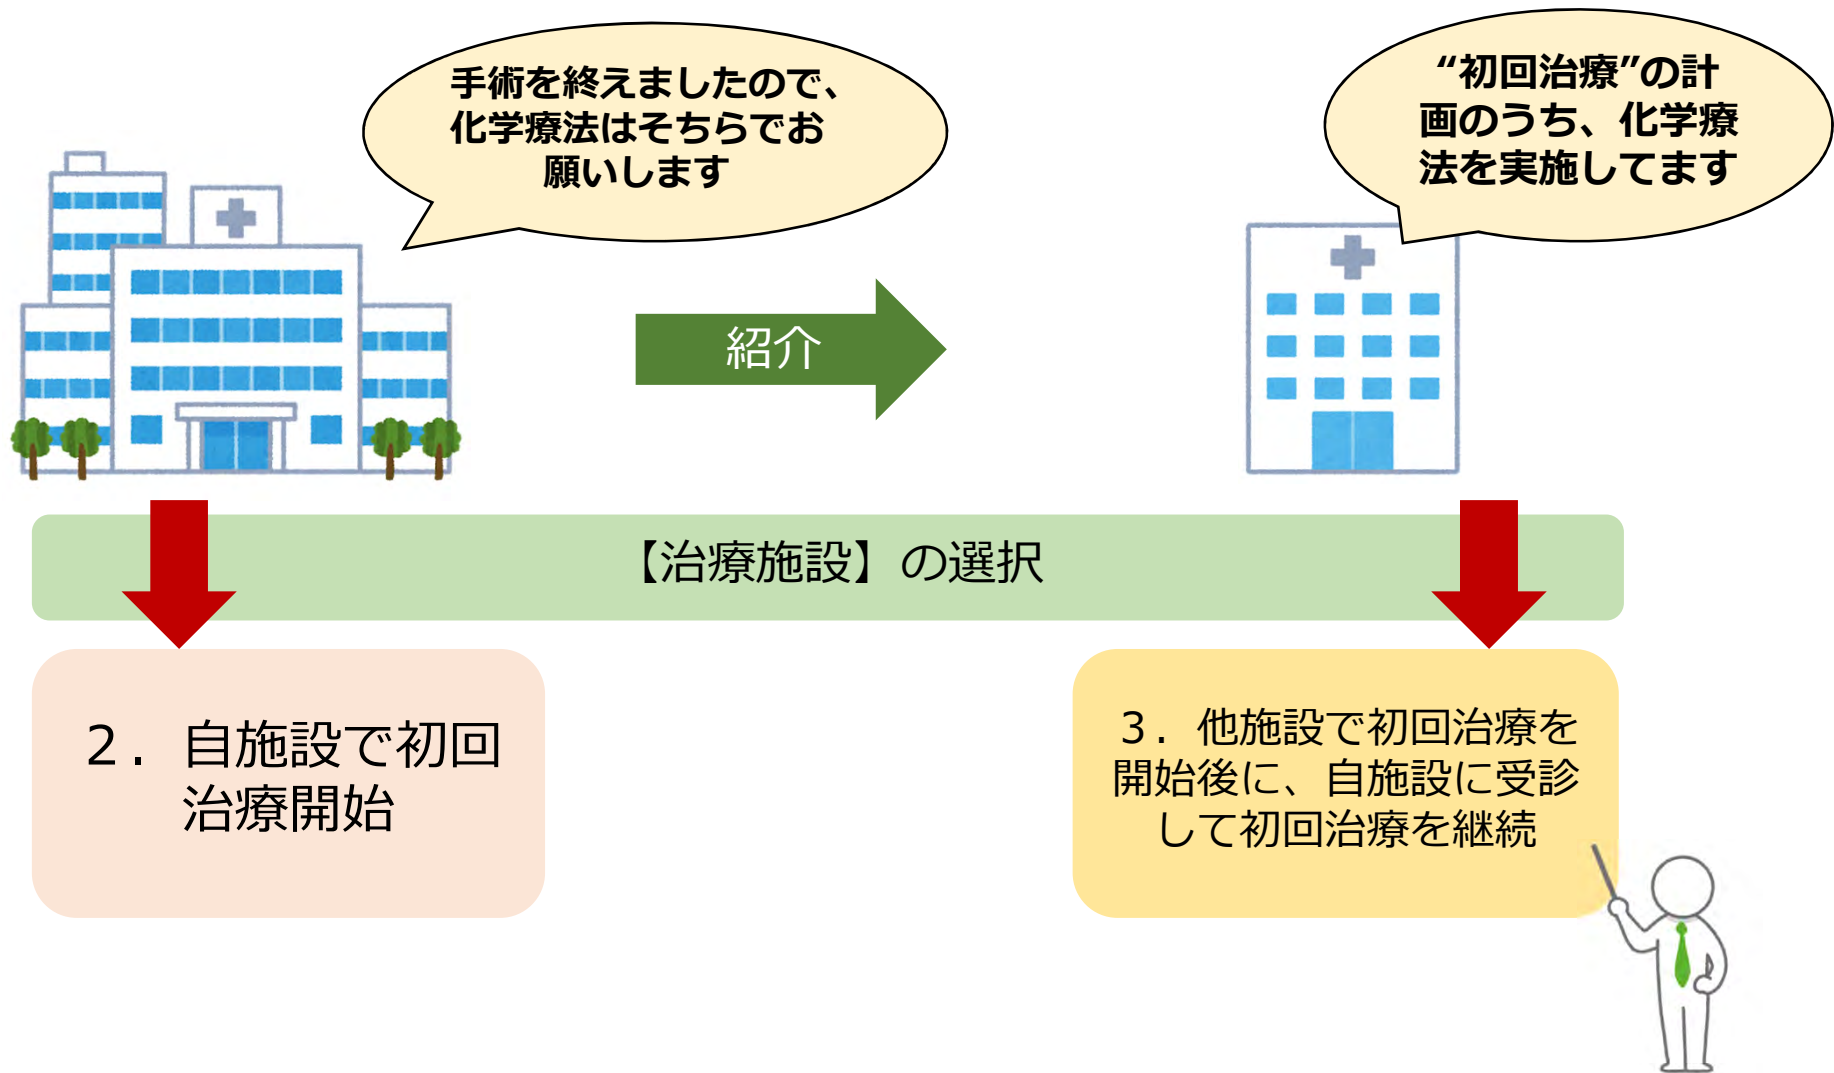 手術を終えましたので、
化学療法はそちらでお
願いします
“初回治療”の計
画のうち、化学療
法を実施してます
紹介
【治療施設】の選択
２．自施設で初回
治療開始
３．他施設で初回治療を
開始後に、自施設に受診
して初回治療を継続